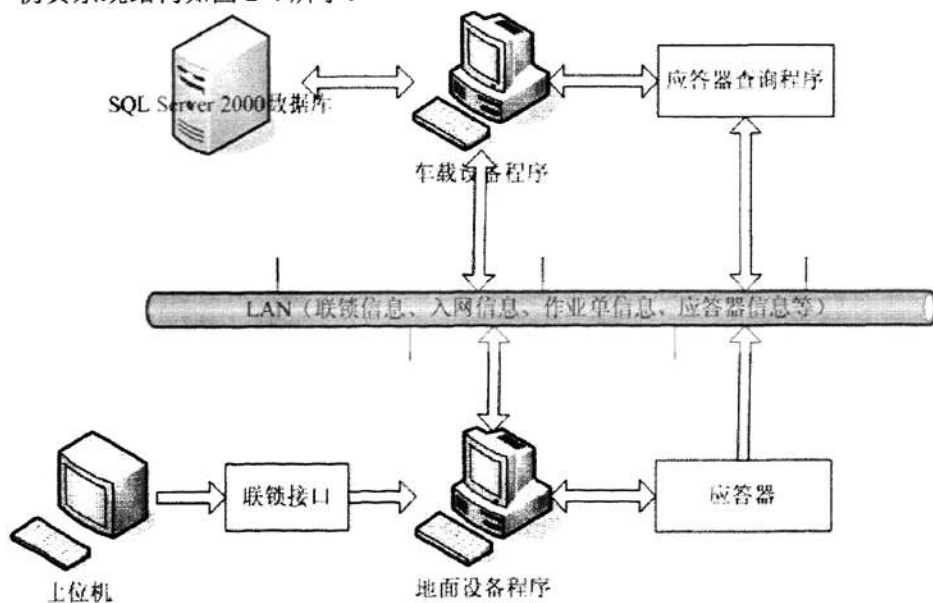 SQL Server 2000数据库
应答器查询程序
车载设备程序
LAN（联锁信息、入网信息、作业单信息、应答器信息等）
联锁接口
应答器
上位机
地面设备程序